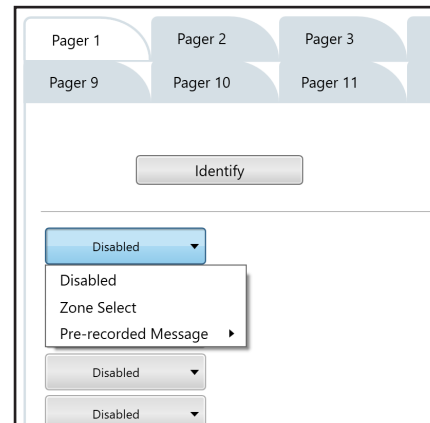 Pager 1 Pager 2 Pager 3
Pager 9 Pager 10 Pager 11
Identify
Disabled
Disabled
Zone Select
Pre-recorded Message
Disabled
Disabled